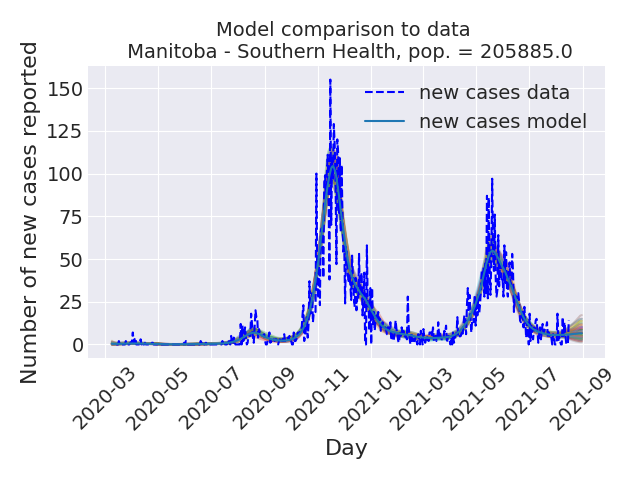 Model comparison to data
Manitoba - Southern Health, pop. = 205885.0
Number of new cases reported
150
125
100
75
50
25
0
new cases data
new cases model
2020-03
2020-05
2020-07
2020-09
2020-11
2021-01
2021-03
2021-05
2021-07
2021-09
Day